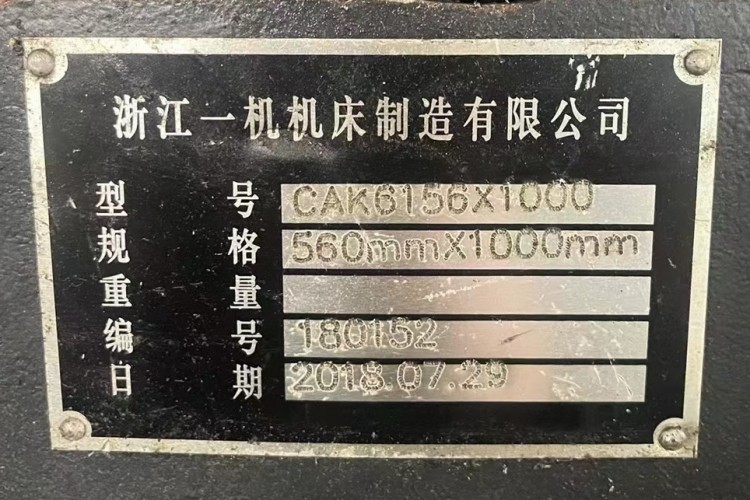 浙江一机机床制造有限公司
型 号 CAK6156X1000
规 格 560mmX1000mm
重 量
编 号 180152
日 期 2018.07.29